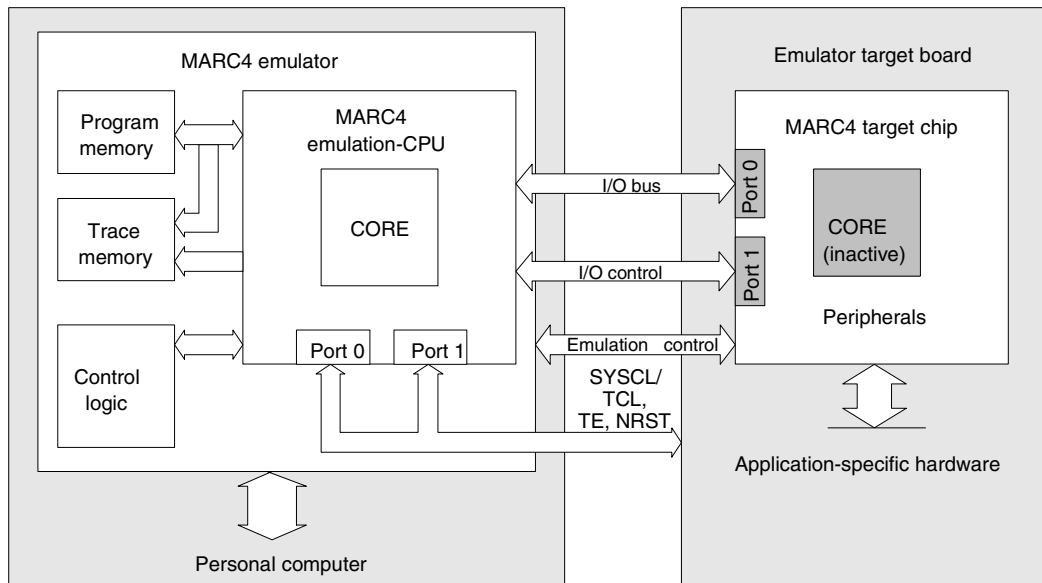 MARC4 emulator
Program
memory
Trace
memory
Control
logic
MARC4
emulation-CPU
CORE
Port 0
Port 1
I/O bus
I/O control
Emulation control
SYSCL/
TCL,
TE, NRST
Personal computer
Emulator target board
MARC4 target chip
Port 0
Port 1
CORE
(inactive)
Peripherals
Application-specific hardware